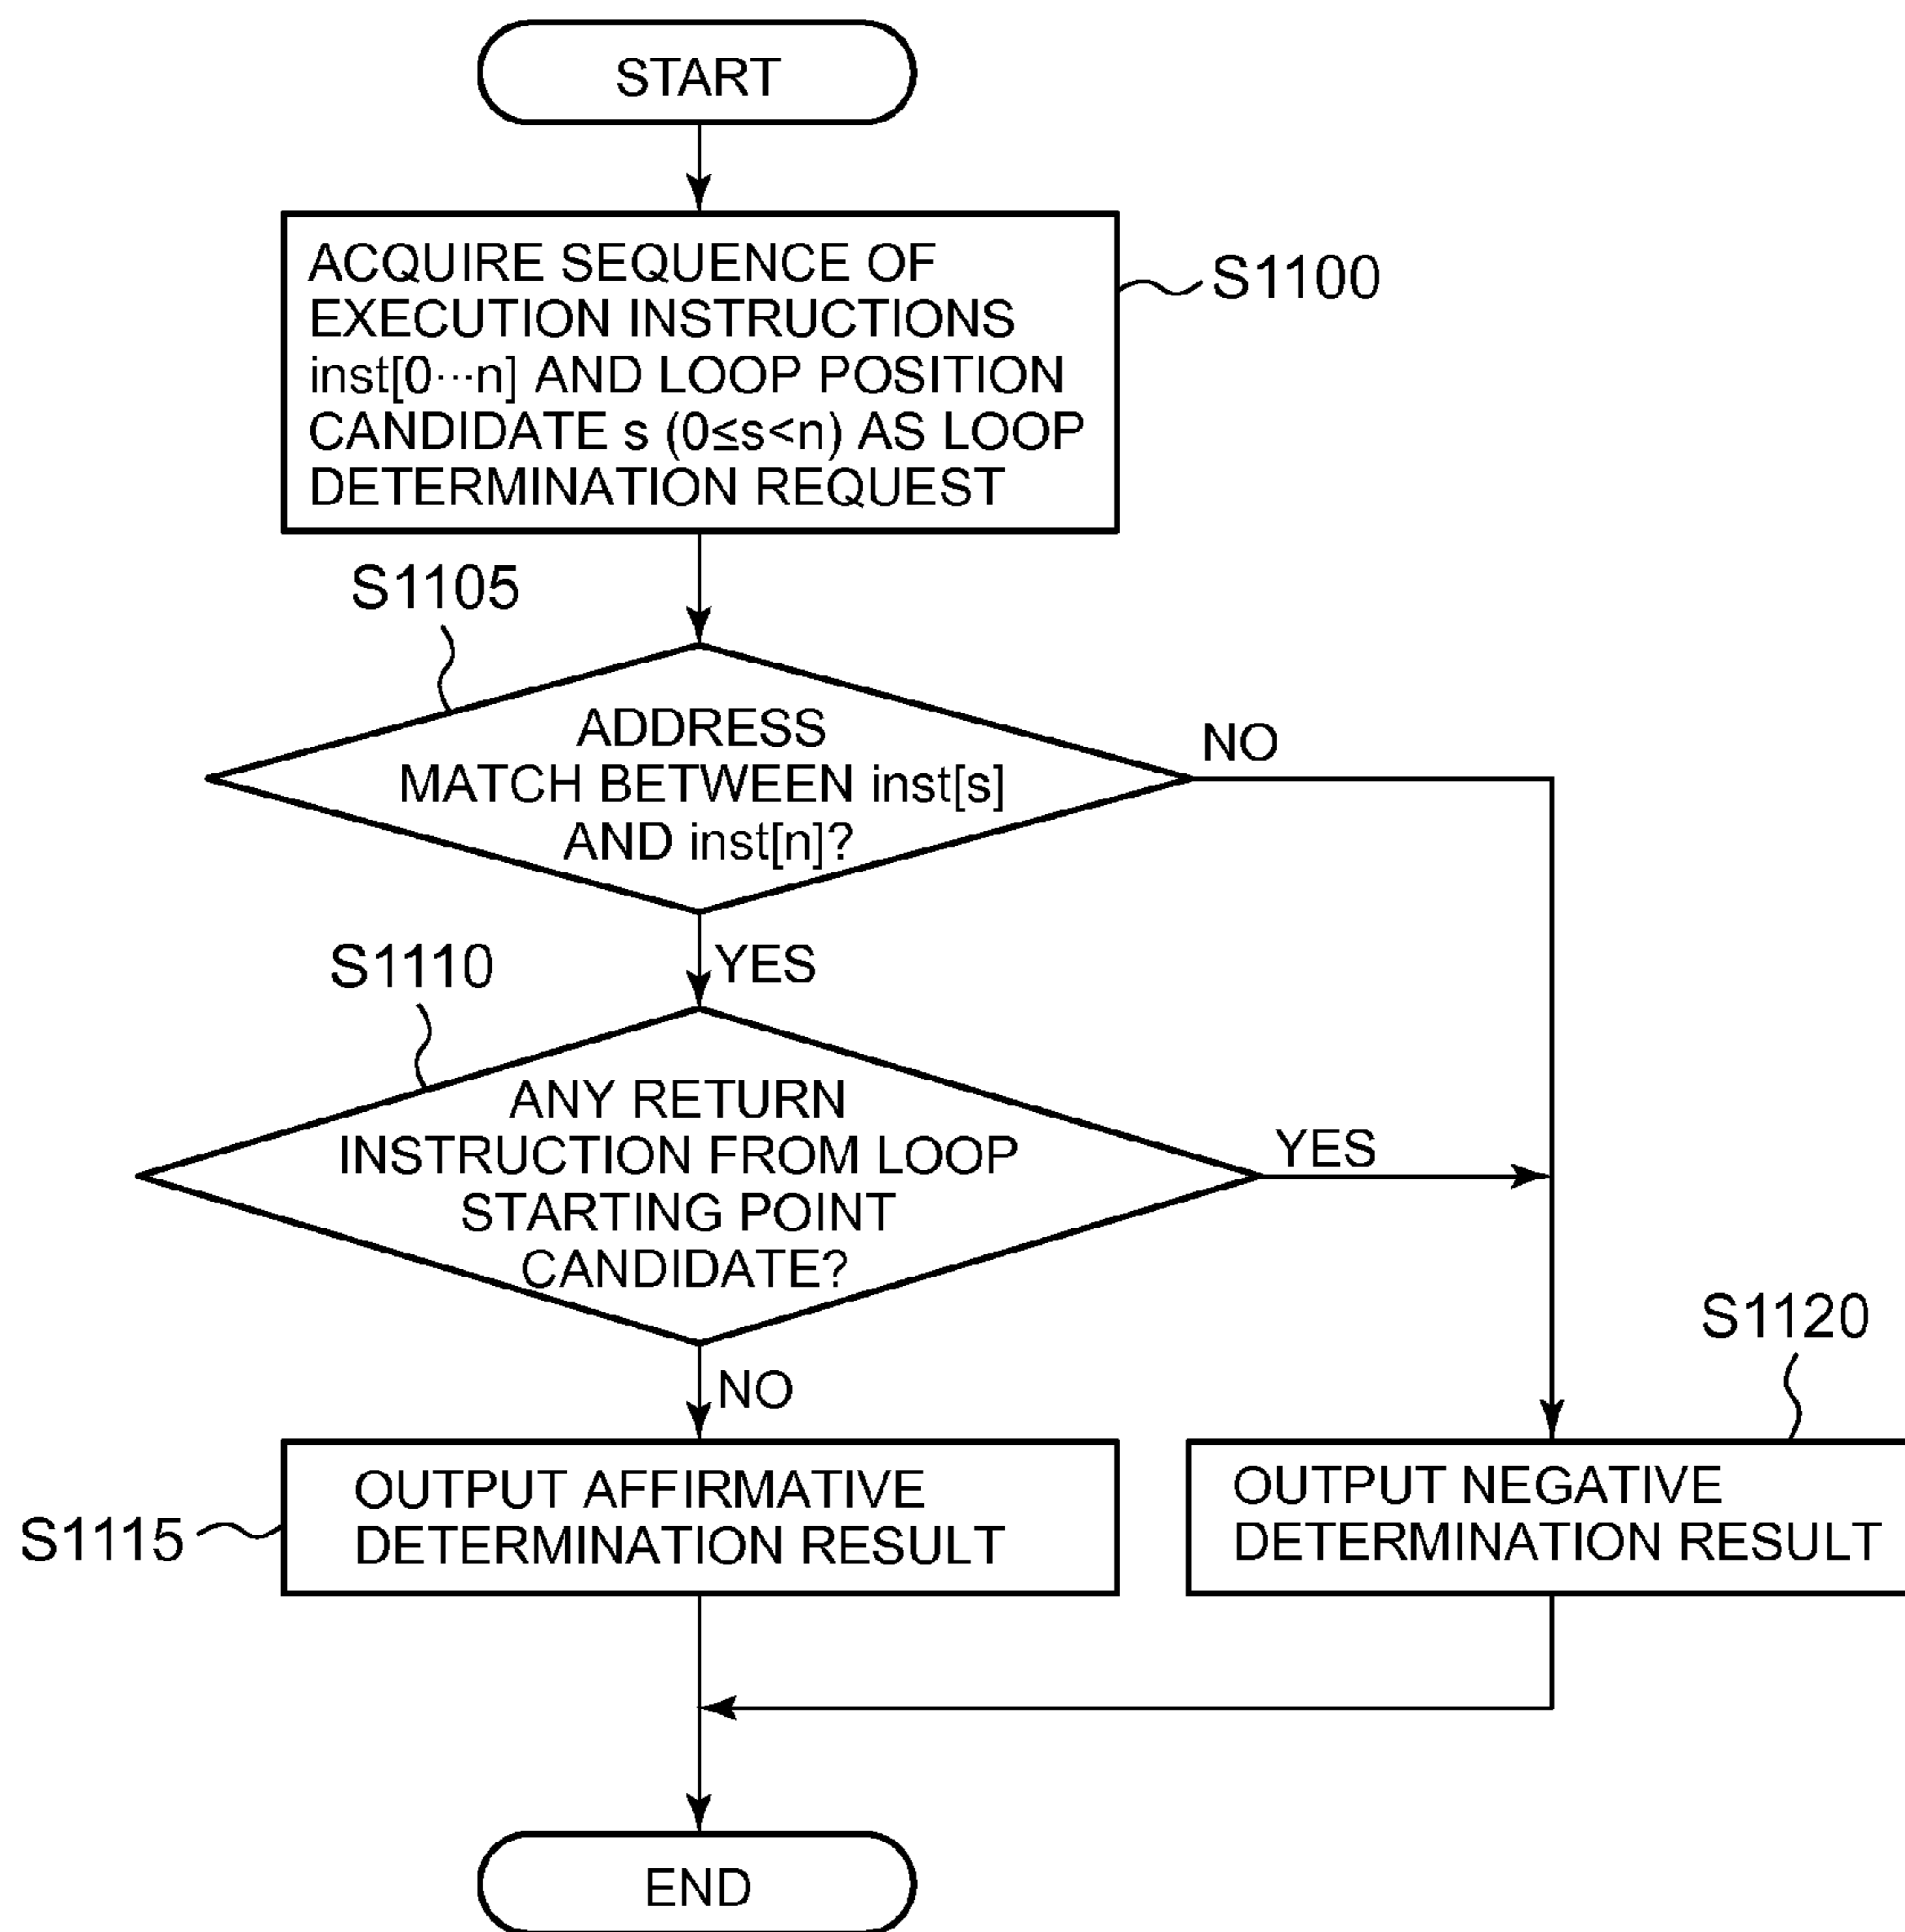 START
ACQUIRE SEQUENCE OF
EXECUTION INSTRUCTIONS
inst[0···n] AND LOOP POSITION
CANDIDATE s (0≤s<n) AS LOOP
DETERMINATION REQUEST
S1100
S1105
ADDRESS
MATCH BETWEEN inst[s]
AND inst[n]?
NO
YES
S1110
ANY RETURN
INSTRUCTION FROM LOOP
STARTING POINT
CANDIDATE?
YES
NO
S1120
OUTPUT AFFIRMATIVE
DETERMINATION RESULT
S1115
OUTPUT NEGATIVE
DETERMINATION RESULT
END